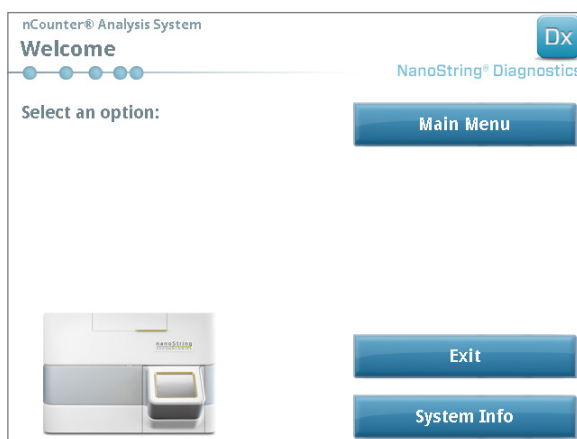 nCounter® Analysis System
Welcome
Dx
NanoString® Diagnostics
Select an option:
Main Menu
nanoString
Exit
System Info